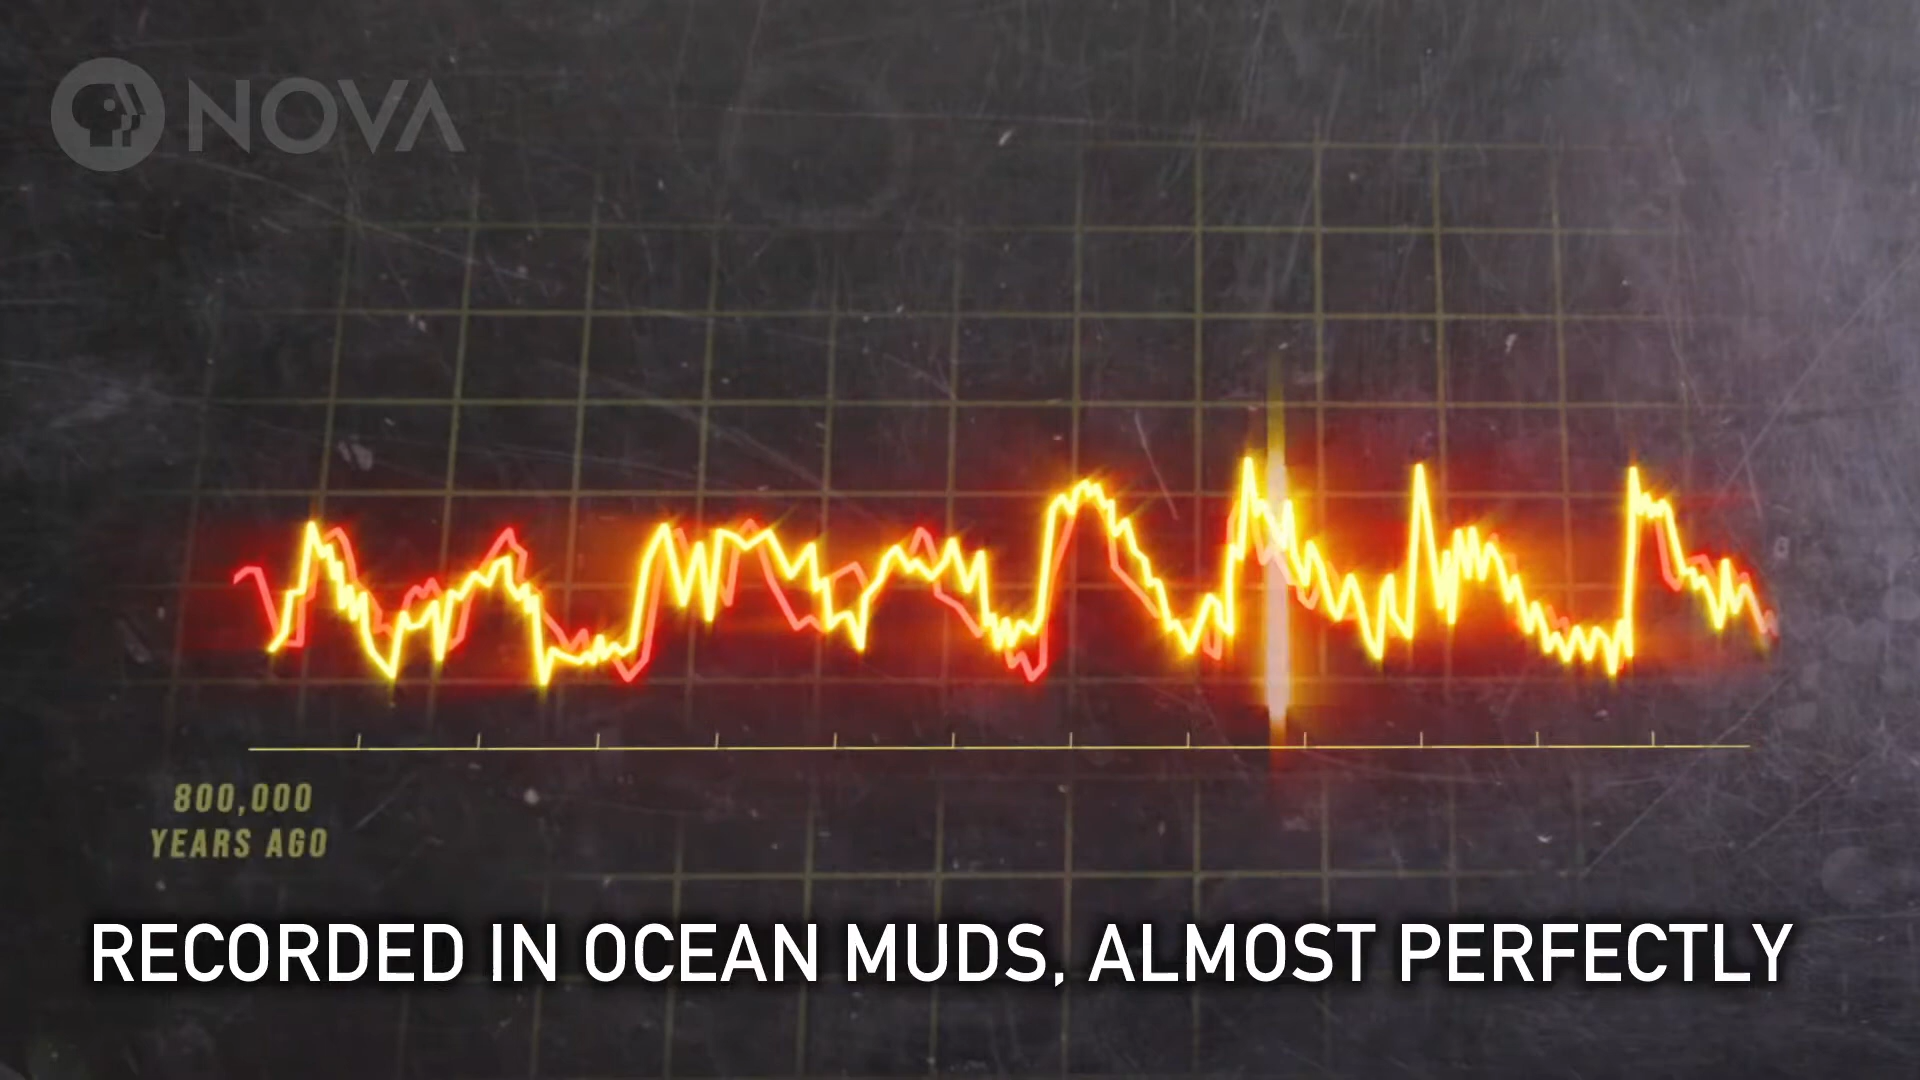 NOVA
800,000
YEARS AGO
RECORDED IN OCEAN MUDS, ALMOST PERFECTLY